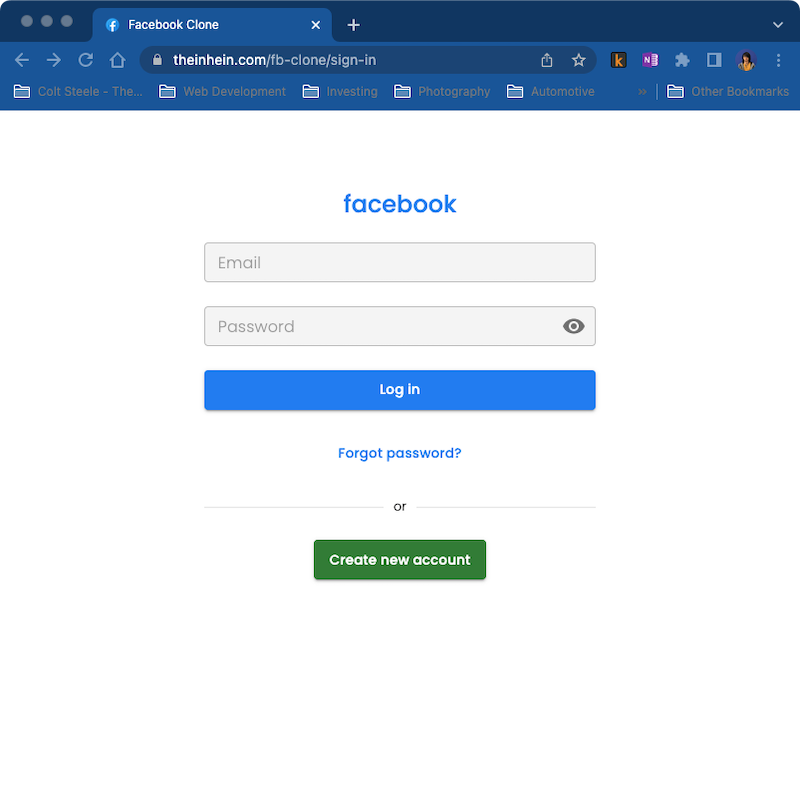 Facebook Clone
theinhein.com/fb-clone/sign-in
Colt Steele - The... Web Development Investing Photography Automotive » Other Bookmarks
facebook
Email
Password
Log in
Forgot password?
or
Create new account